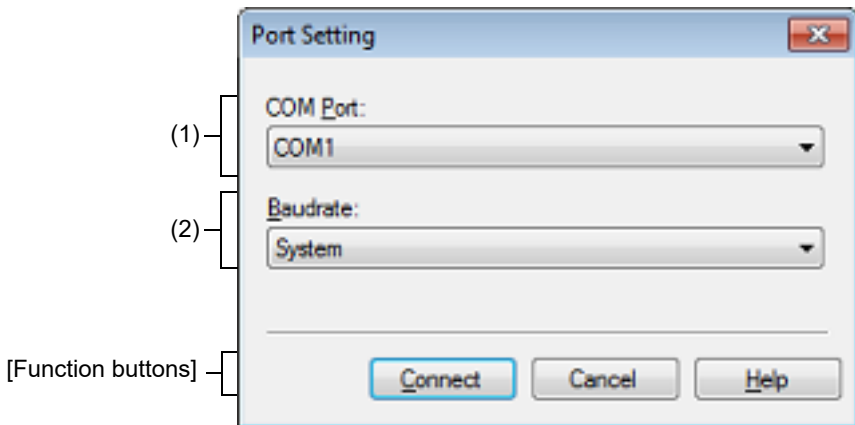 Port Setting
(1)
COM Port:
COM1
(2)
Baudrate:
System
[Function buttons]
Connect
Cancel
Help